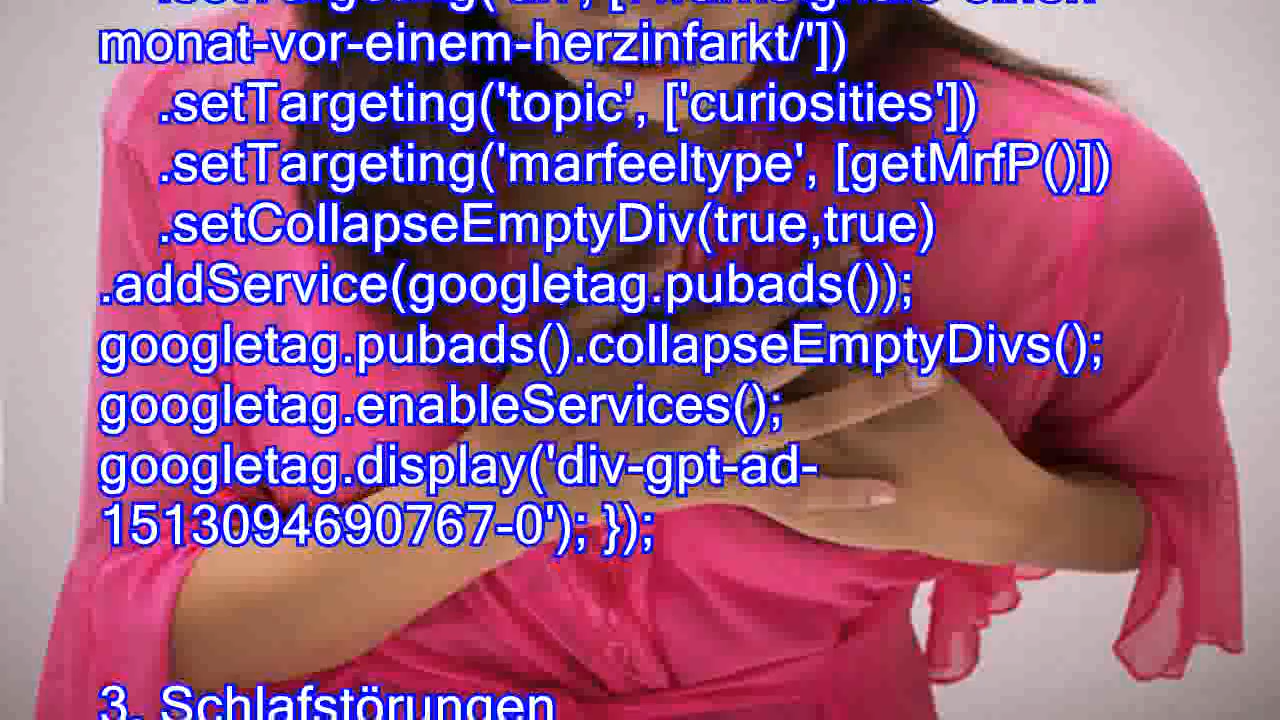 monat-vor-einem-herzinfarkt/'])
.setTargeting('topic', ['curiosities'])
.setTargeting('marfeeltype', [getMrfP()])
.setCollapseEmptyDiv(true,true)
.addService(googletag.pubads());
googletag.pubads().collapseEmptyDivs();
googletag.enableServices();
googletag.display('div-gpt-ad-
1513094690767-0'); });
3. Schlafstörungen